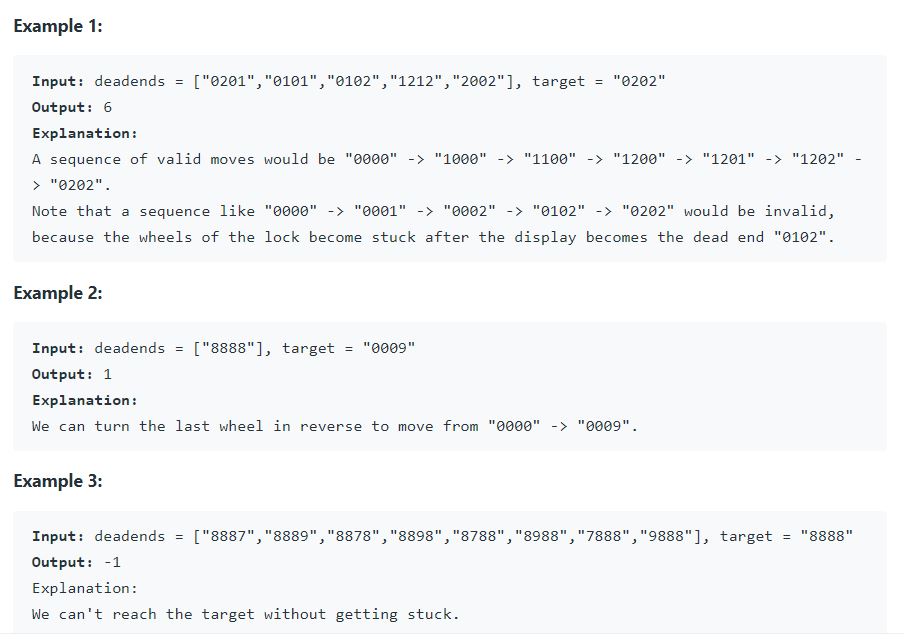 Example 1:
Input: deadends = ["0201","0101","0102","1212","2002"], target = "0202"
Output: 6
Explanation:
A sequence of valid moves would be "0000" -> "1000" -> "1100" -> "1200" -> "1201" -> "1202" -
> "0202".
Note that a sequence like "0000" -> "0001" -> "0002" -> "0102" -> "0202" would be invalid,
because the wheels of the lock become stuck after the display becomes the dead end "0102".
Example 2:
Input: deadends = ["8888"], target = "0009"
Output: 1
Explanation:
We can turn the last wheel in reverse to move from "0000" -> "0009".
Example 3:
Input: deadends = ["8887","8889","8878","8898","8788","8988","7888","9888"], target = "8888"
Output: -1
Explanation:
We can't reach the target without getting stuck.